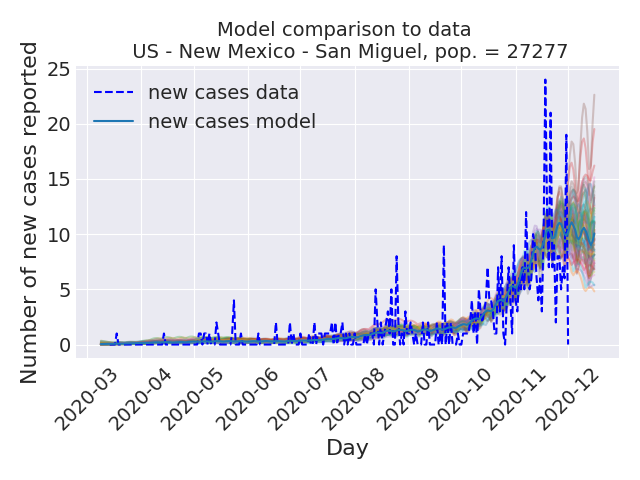 Model comparison to data
US - New Mexico - San Miguel, pop. = 27277
Number of new cases reported
25
20
15
10
5
0
new cases data
new cases model
2020-03
2020-04
2020-05
2020-06
2020-07
2020-08
2020-09
2020-10
2020-11
2020-12
Day